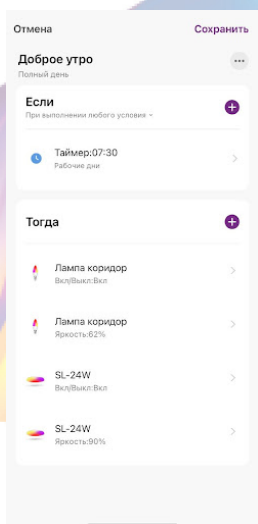 Отмена Сохранить
Доброе утро
Полный день
Если
При выполнении любого условия
Таймер:07:30
Рабочие дни
Тогда
Лампа коридор
Вкл/Выкл:Вкл
Лампа коридор
Яркость:62%
SL-24W
Вкл/Выкл:Вкл
SL-24W
Яркость:90%